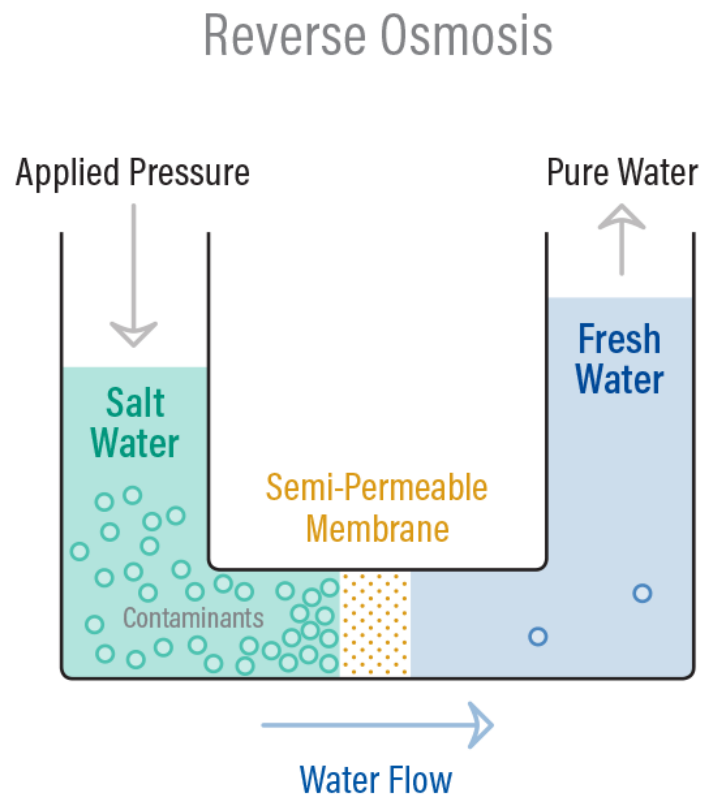 Reverse Osmosis
Applied Pressure
Pure Water
Fresh
Water
Salt
Water
Semi-Permeable
Membrane
Contaminants
Water Flow